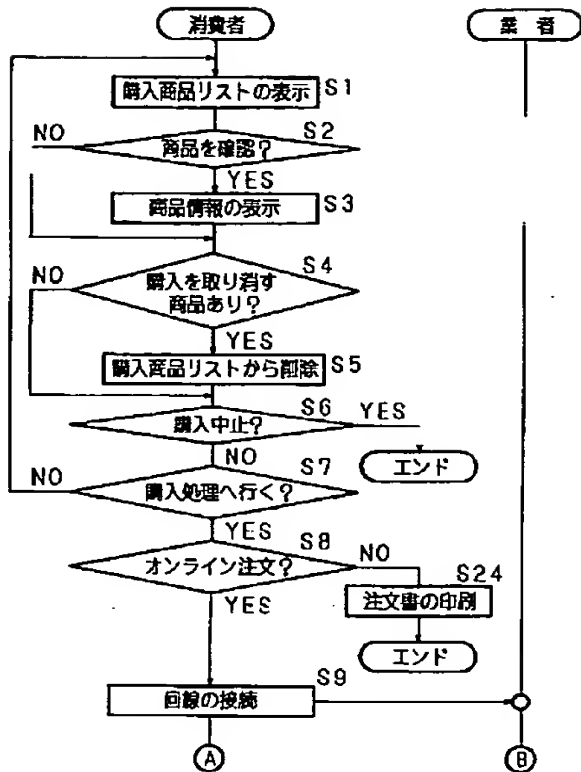 消費者
業者
購入商品リストの表示
S1
NO
商品を確認?
S2
YES
商品情報の表示
S3
NO
購入を取り消す
商品あり?
S4
YES
購入商品リストから削除
S5
購入中止?
S6
YES
エンド
NO
NO
購入処理へ行く?
S7
YES
オンライン注文?
S8
NO
注文書の印刷
S24
YES
エンド
回線の接続
S9
A
B